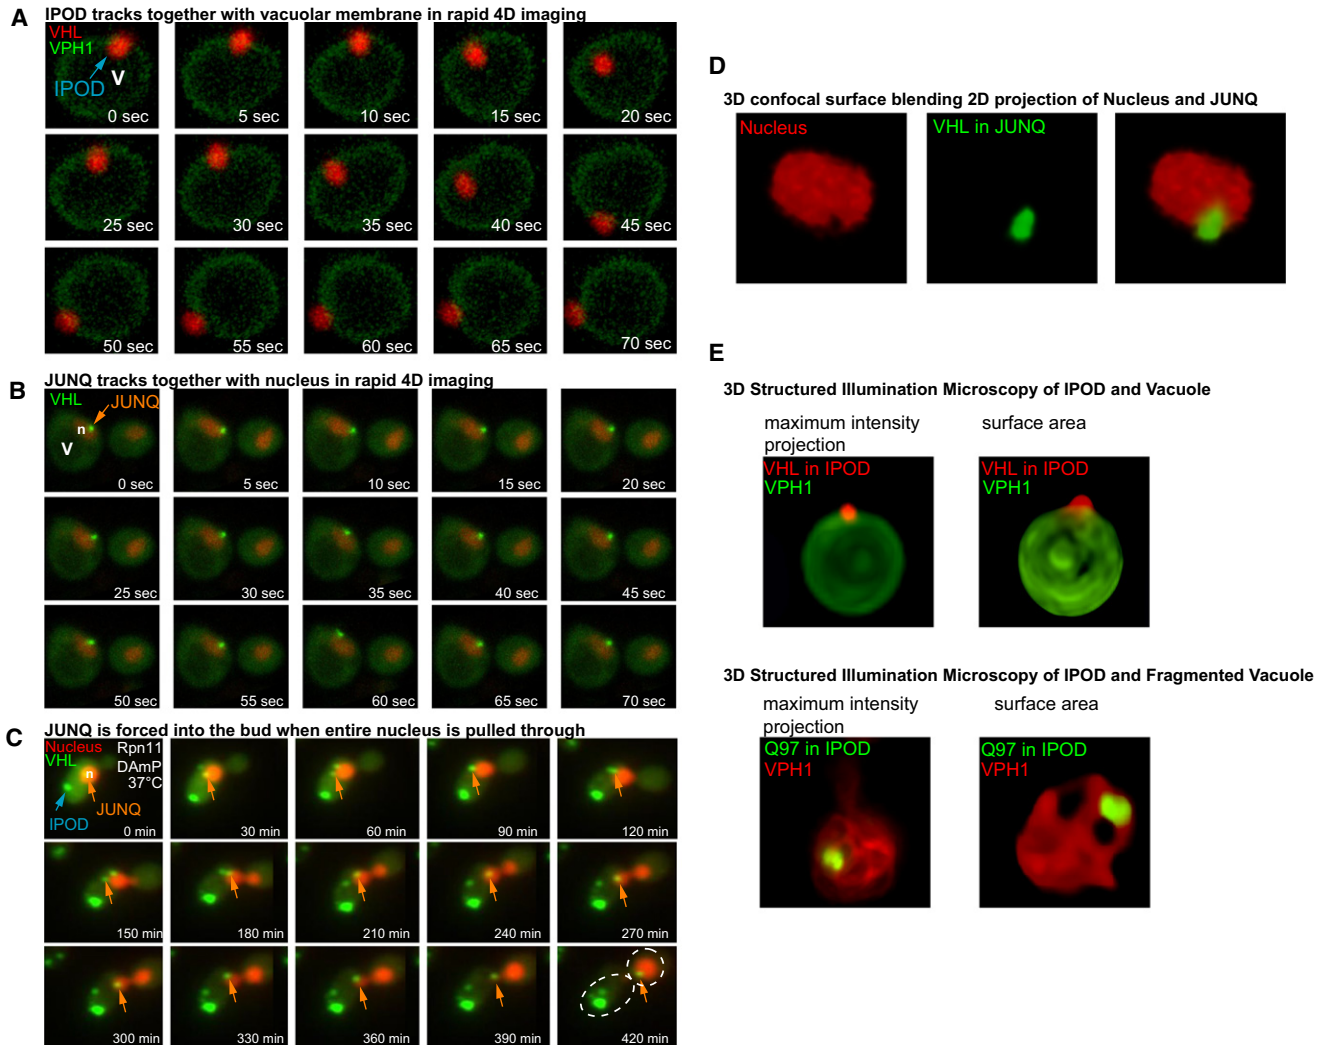 A
IPOD tracks together with vacuolar membrane in rapid 4D imaging
VHL
VPH1
IPOD
V
0 sec
5 sec
10 sec
15 sec
20 sec
25 sec
30 sec
35 sec
40 sec
45 sec
50 sec
55 sec
60 sec
65 sec
70 sec
B
JUNQ tracks together with nucleus in rapid 4D imaging
VHL
JUNQ
n
V
0 sec
5 sec
10 sec
15 sec
20 sec
25 sec
30 sec
35 sec
40 sec
45 sec
50 sec
55 sec
60 sec
65 sec
70 sec
C
JUNQ is forced into the bud when entire nucleus is pulled through
Nucleus
VHL
Rpn11
DAmP
37°C
n
JUNQ
IPOD
0 min
30 min
60 min
90 min
120 min
150 min
180 min
210 min
240 min
270 min
300 min
330 min
360 min
390 min
420 min
D
3D confocal surface blending 2D projection of Nucleus and JUNQ
Nucleus
VHL in JUNQ
E
3D Structured Illumination Microscopy of IPOD and Vacuole
maximum intensity
projection
VHL in IPOD
VPH1
surface area
VHL in IPOD
VPH1
3D Structured Illumination Microscopy of IPOD and Fragmented Vacuole
maximum intensity
projection
Q97 in IPOD
VPH1
surface area
Q97 in IPOD
VPH1